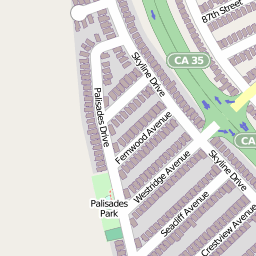 87th Street
CA 35
Skyline Drive
Palisades Drive
Fernwood Avenue
CA
Westridge Avenue
Skyline Drive
Palisades
Park
Seacliff Avenue
Crestview Avenue